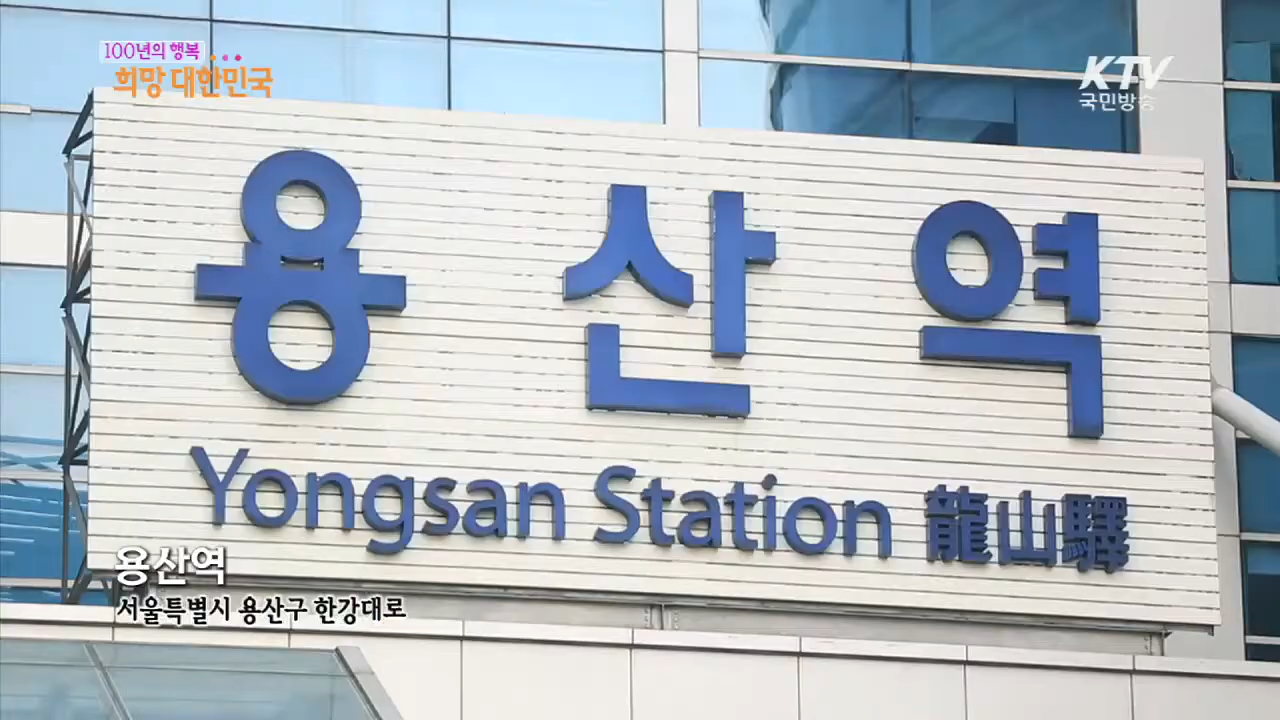 100년의 행복
희망 대한민국
KTV
국민방송
용산역
Yongsan Station 龍山驛
용산역
서울특별시 용산구 한강대로